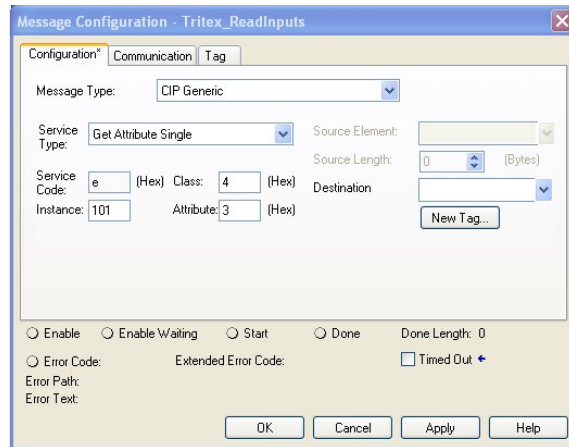 Message Configuration - Tritex_ReadInputs
Configuration* Communication Tag
Message Type: CIP Generic
Service Type: Get Attribute Single
Source Element:
Source Length: 0 (Bytes)
Service Code: e (Hex) Class: 4 (Hex)
Destination
Instance: 101 Attribute: 3 (Hex)
New Tag...
Enable Enable Waiting Start Done Done Length: 0
Error Code: Extended Error Code: Timed Out
Error Path:
Error Text:
OK Cancel Apply Help